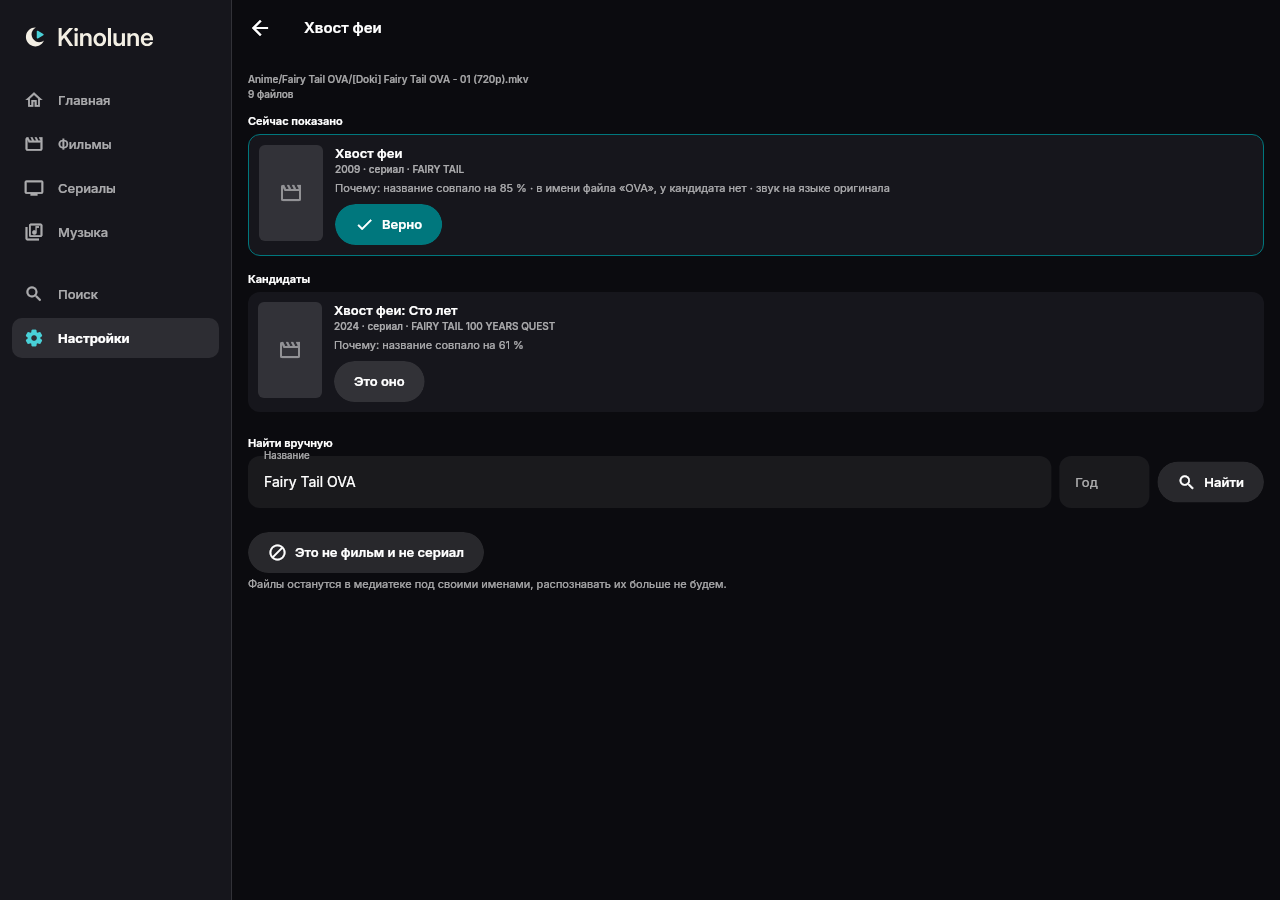 Kinolune
Главная
Фильмы
Сериалы
Музыка
Поиск
Настройки
Хвост феи
Anime/Fairy Tail OVA/[Doki] Fairy Tail OVA - 01 (720p).mkv
9 файлов
Сейчас показано
Хвост феи
2009 · сериал · FAIRY TAIL
Почему: название совпало на 85 % · в имени файла «OVA», у кандидата нет · звук на языке оригинала
Верно
Кандидаты
Хвост феи: Сто лет
2024 · сериал · FAIRY TAIL 100 YEARS QUEST
Почему: название совпало на 61 %
Это оно
Найти вручную
Название
Fairy Tail OVA
Год
Найти
Это не фильм и не сериал
Файлы останутся в медиатеке под своими именами, распознавать их больше не будем.